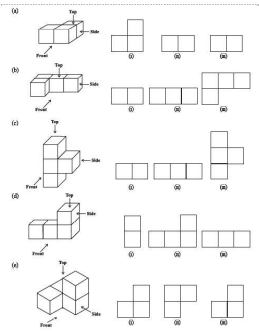 (a)
Top
Side
Front
(i) (ii) (iii)
(b)
Top
Side
Front
(i) (ii) (iii)
(c)
Top
Side
Front
(i) (ii) (iii)
(d)
Top
Side
Front
(i) (ii) (iii)
(e)
Top
Side
Front
(i) (ii) (iii)